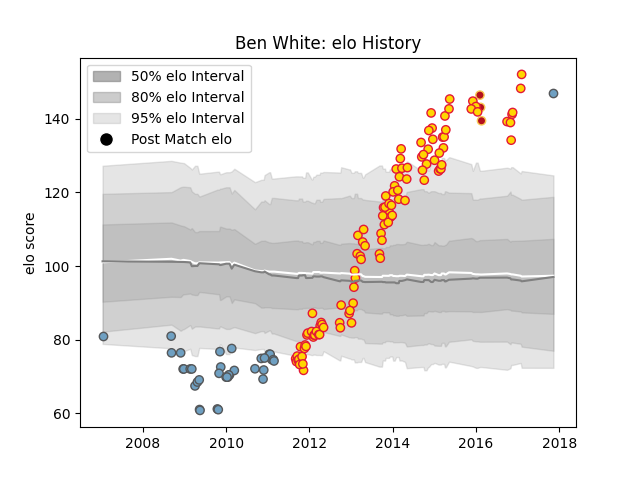 Ben White: elo History
50% elo Interval
80% elo Interval
95% elo Interval
Post Match elo
elo score
140
120
100
80
60
2008
2010
2012
2014
2016
2018